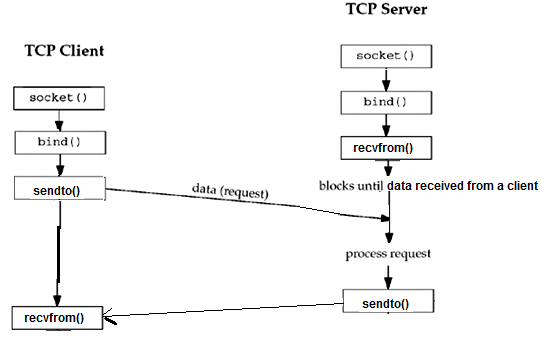 TCP Server
TCP Client
socket()
socket()
bind()
bind()
recvfrom()
sendto()
data (request)
blocks until data received from a client
process request
sendto()
recvfrom()